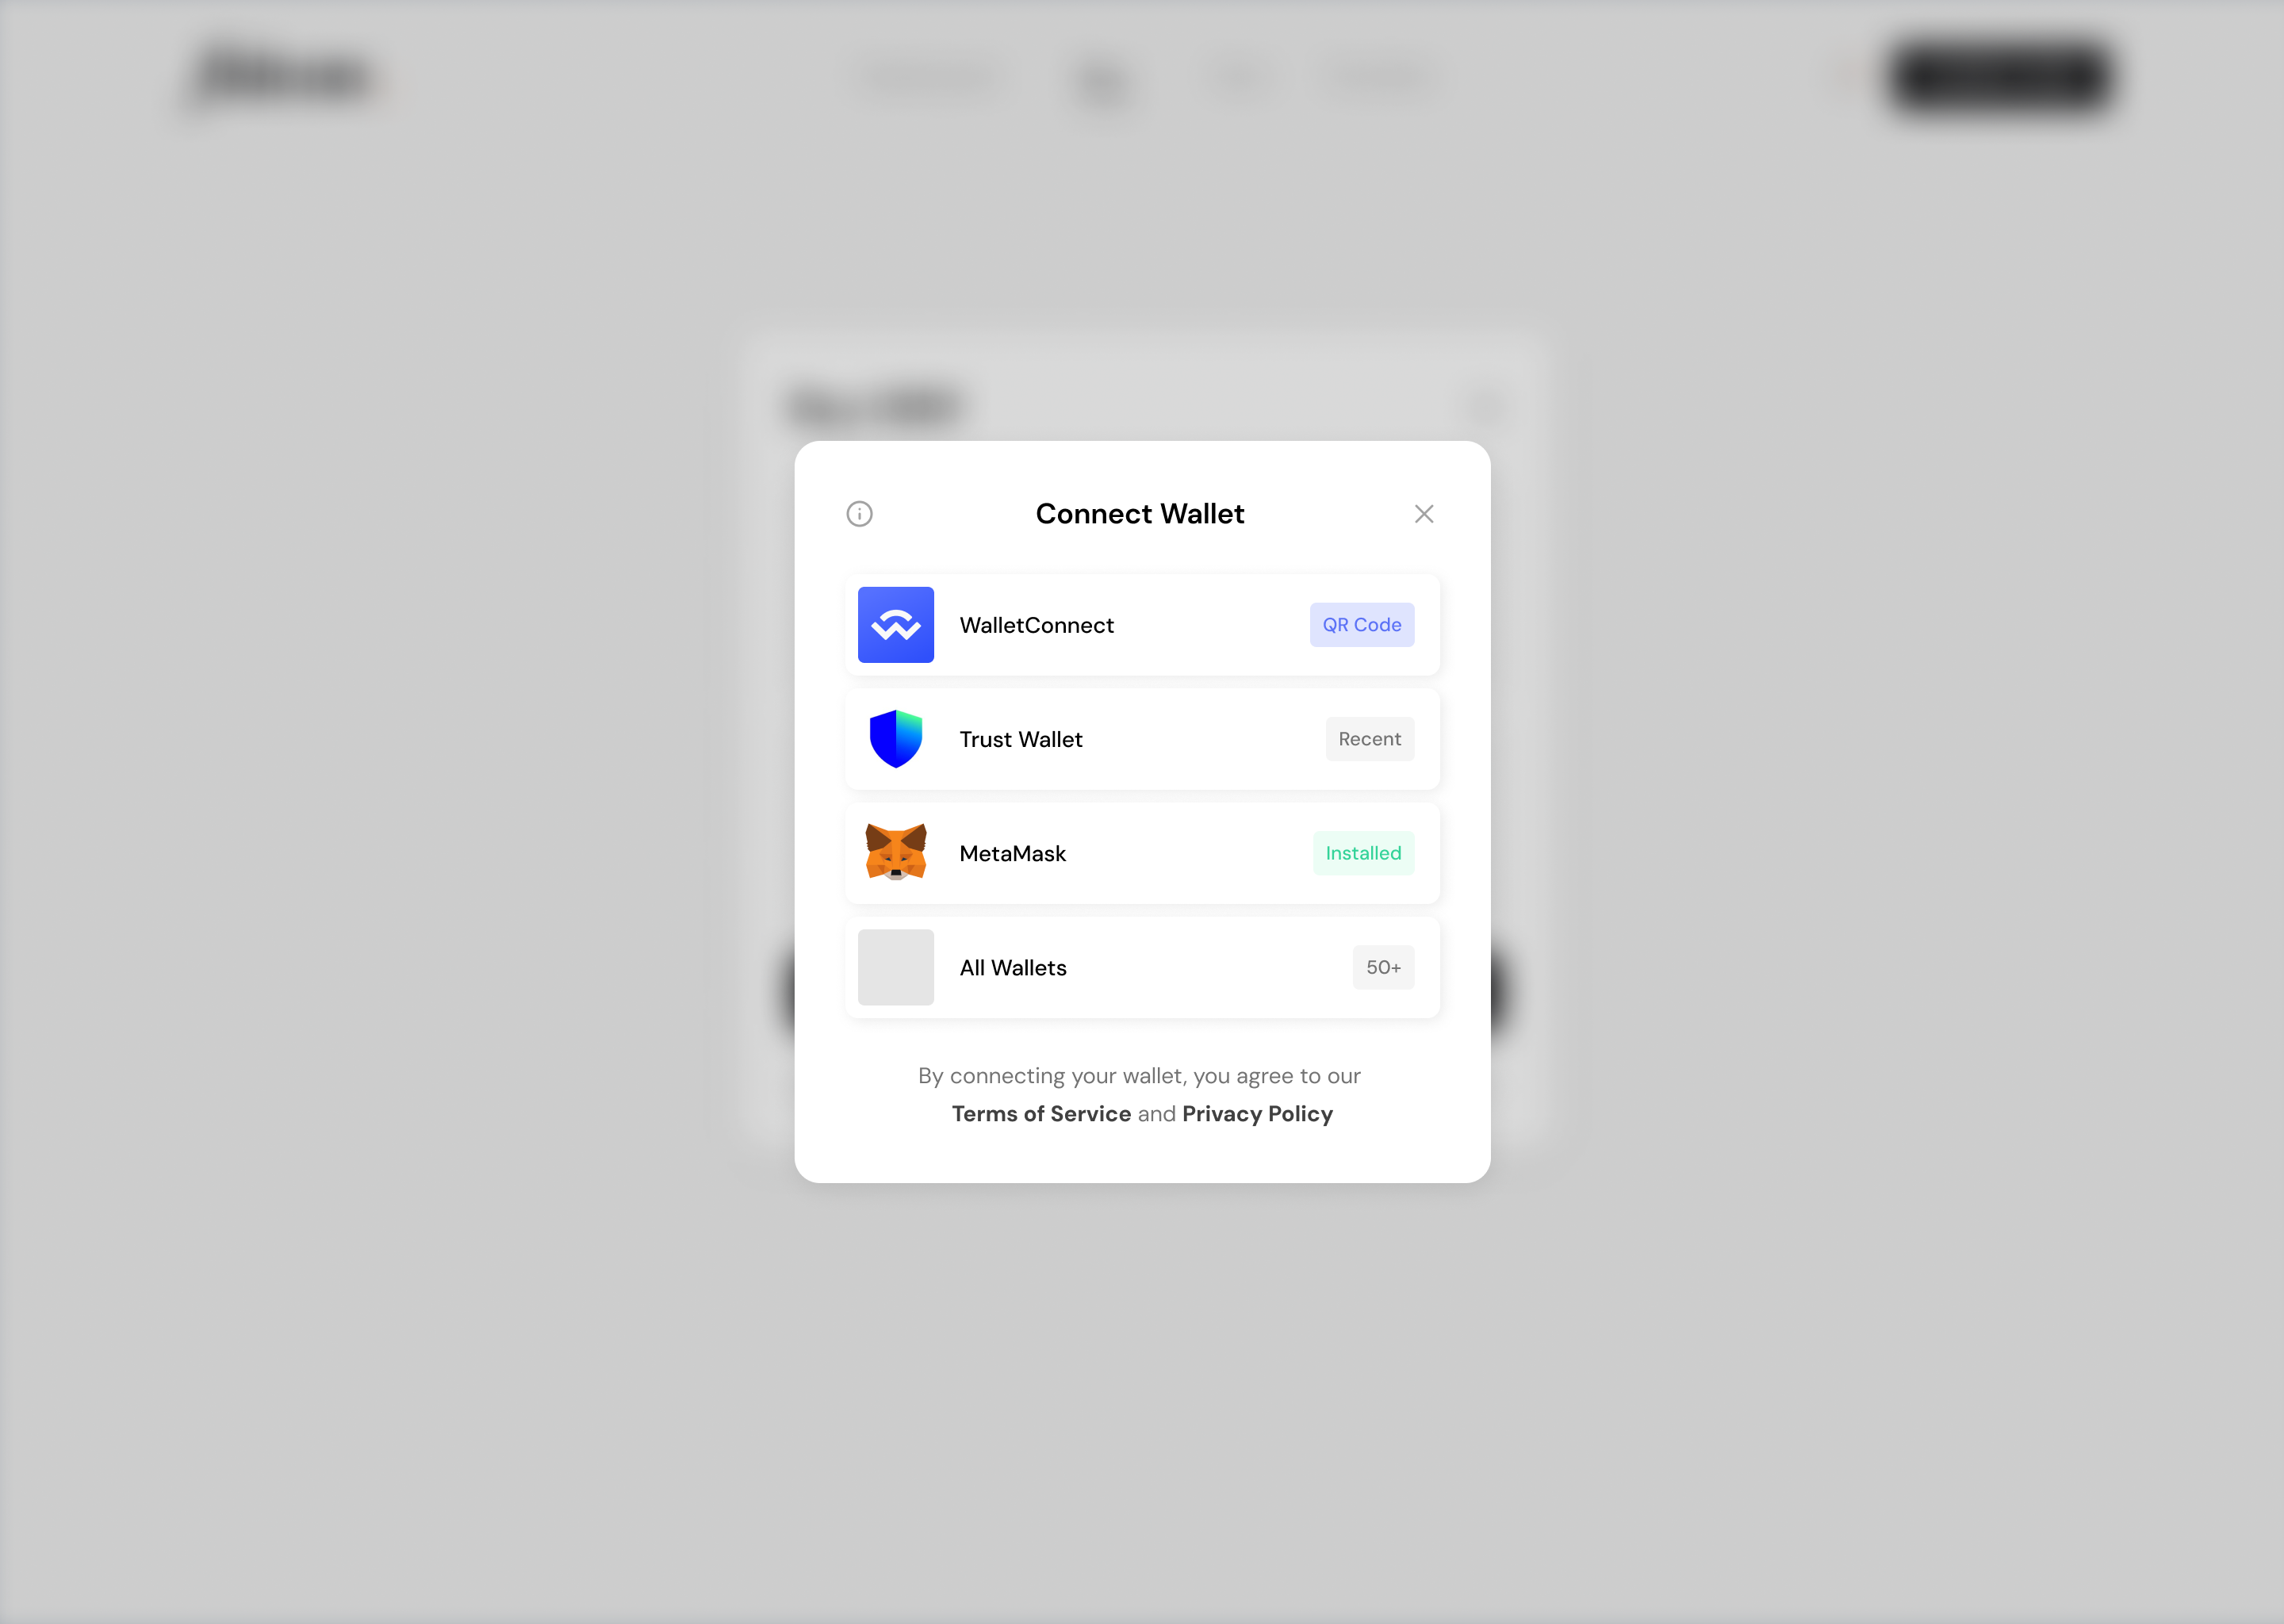 Connect Wallet
WalletConnect
QR Code
Trust Wallet
Recent
MetaMask
Installed
All Wallets
50+
By connecting your wallet, you agree to our
Terms of Service and Privacy Policy